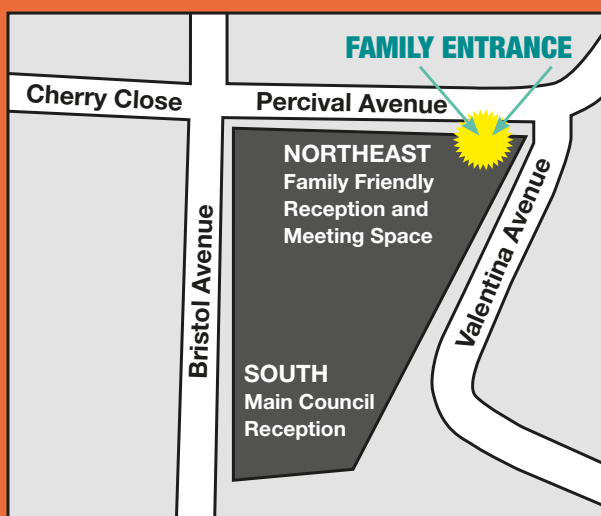 FAMILY ENTRANCE
Cherry Close
Percival Avenue
NORTHEAST
Family Friendly
Reception and
Meeting Space
Bristol Avenue
Valentina Avenue
SOUTH
Main Council
Reception